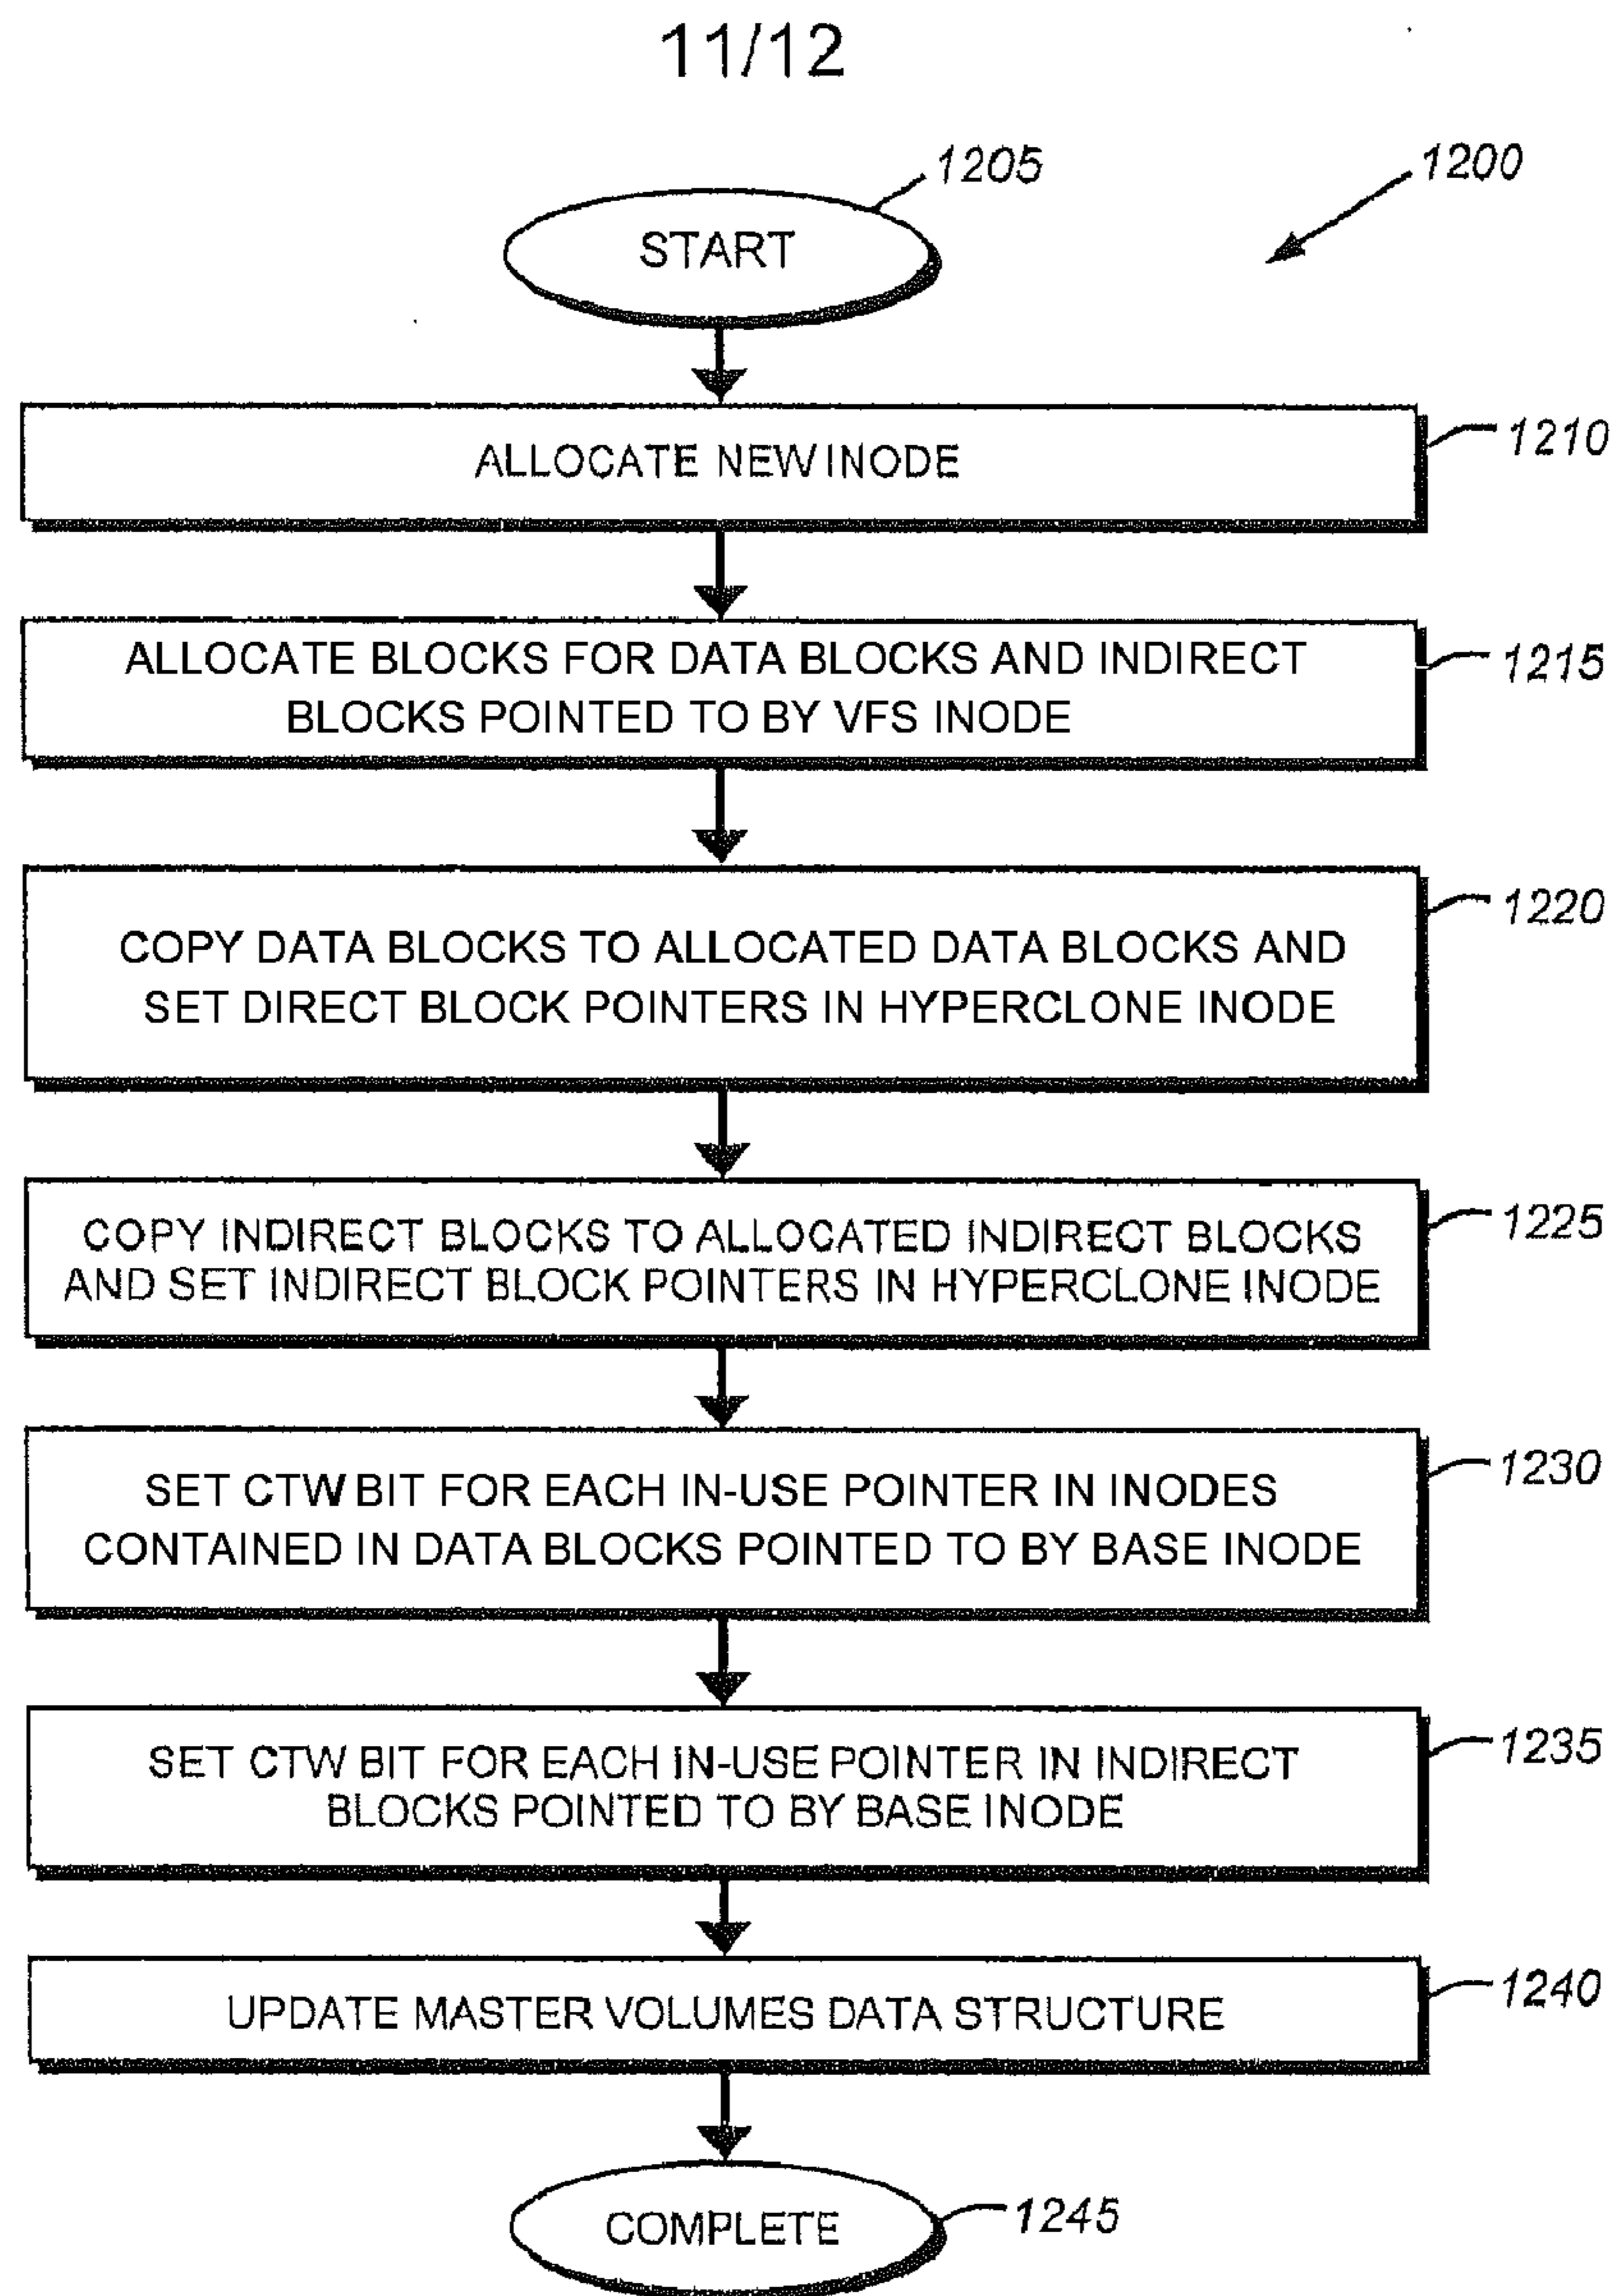 11/12
1205
1200
START
ALLOCATE NEW INODE
1210
ALLOCATE BLOCKS FOR DATA BLOCKS AND INDIRECT
BLOCKS POINTED TO BY VFS INODE
1215
COPY DATA BLOCKS TO ALLOCATED DATA BLOCKS AND
SET DIRECT BLOCK POINTERS IN HYPERCLONE INODE
1220
COPY INDIRECT BLOCKS TO ALLOCATED INDIRECT BLOCKS
AND SET INDIRECT BLOCK POINTERS IN HYPERCLONE INODE
1225
SET CTW BIT FOR EACH IN-USE POINTER IN INODES
CONTAINED IN DATA BLOCKS POINTED TO BY BASE INODE
1230
SET CTW BIT FOR EACH IN-USE POINTER IN INDIRECT
BLOCKS POINTED TO BY BASE INODE
1235
UPDATE MASTER VOLUMES DATA STRUCTURE
1240
COMPLETE
1245